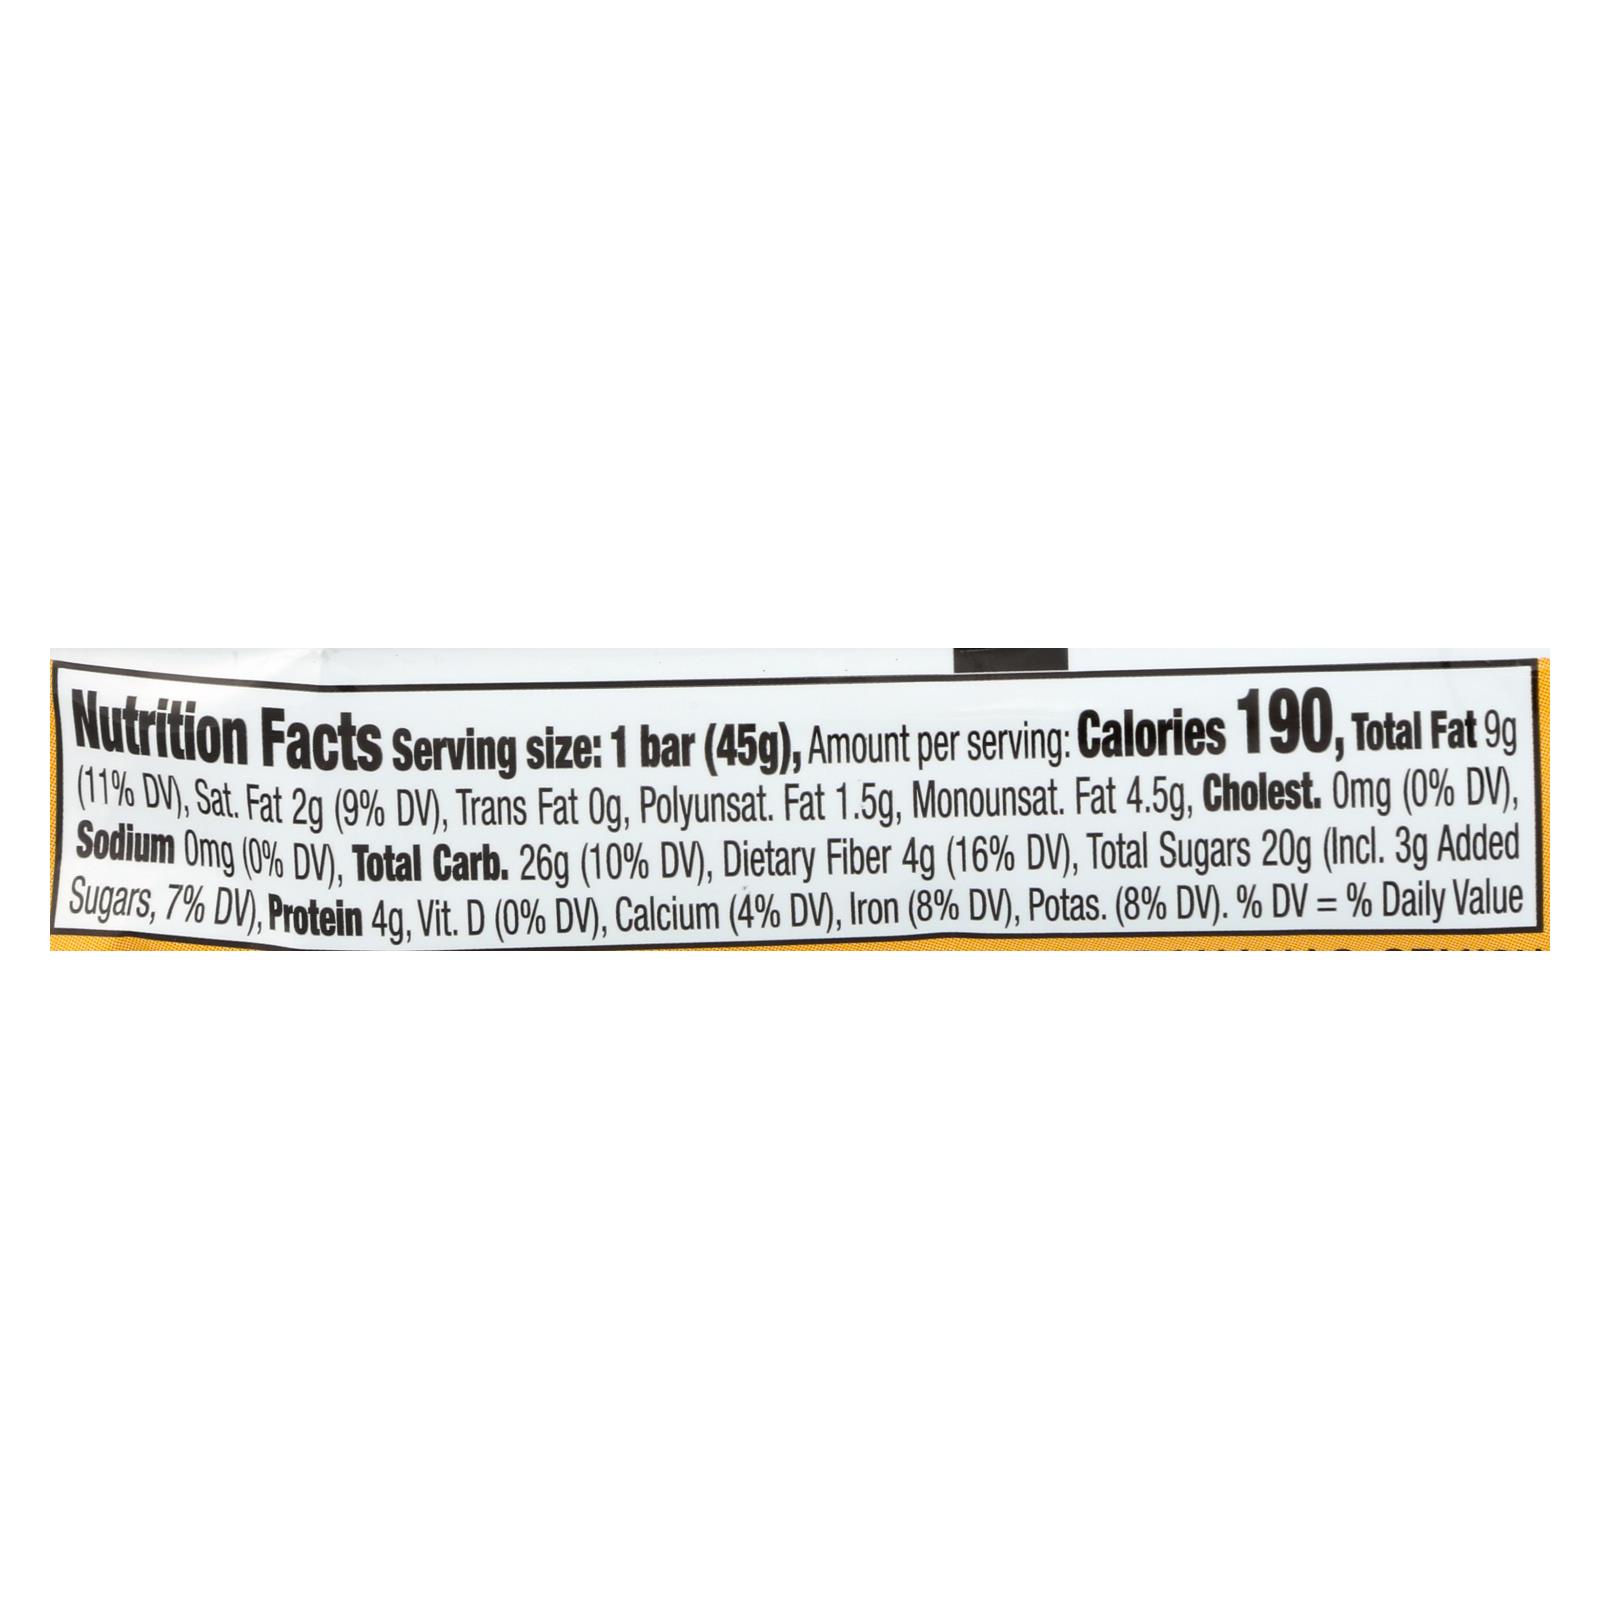 Nutrition Facts Serving size: 1 bar (45g), Amount per serving: Calories 190, Total Fat 9g
(11% DV), Sat. Fat 2g (9% DV), Trans Fat 0g, Polyunsat. Fat 1.5g, Monounsat. Fat 4.5g, Cholest. 0mg (0% DV),
Sodium 0mg (0% DV), Total Carb. 26g (10% DV), Dietary Fiber 4g (16% DV), Total Sugars 20g (Incl. 3g Added
Sugars, 7% DV), Protein 4g, Vit. D (0% DV), Calcium (4% DV), Iron (8% DV), Potas. (8% DV). % DV = % Daily Value